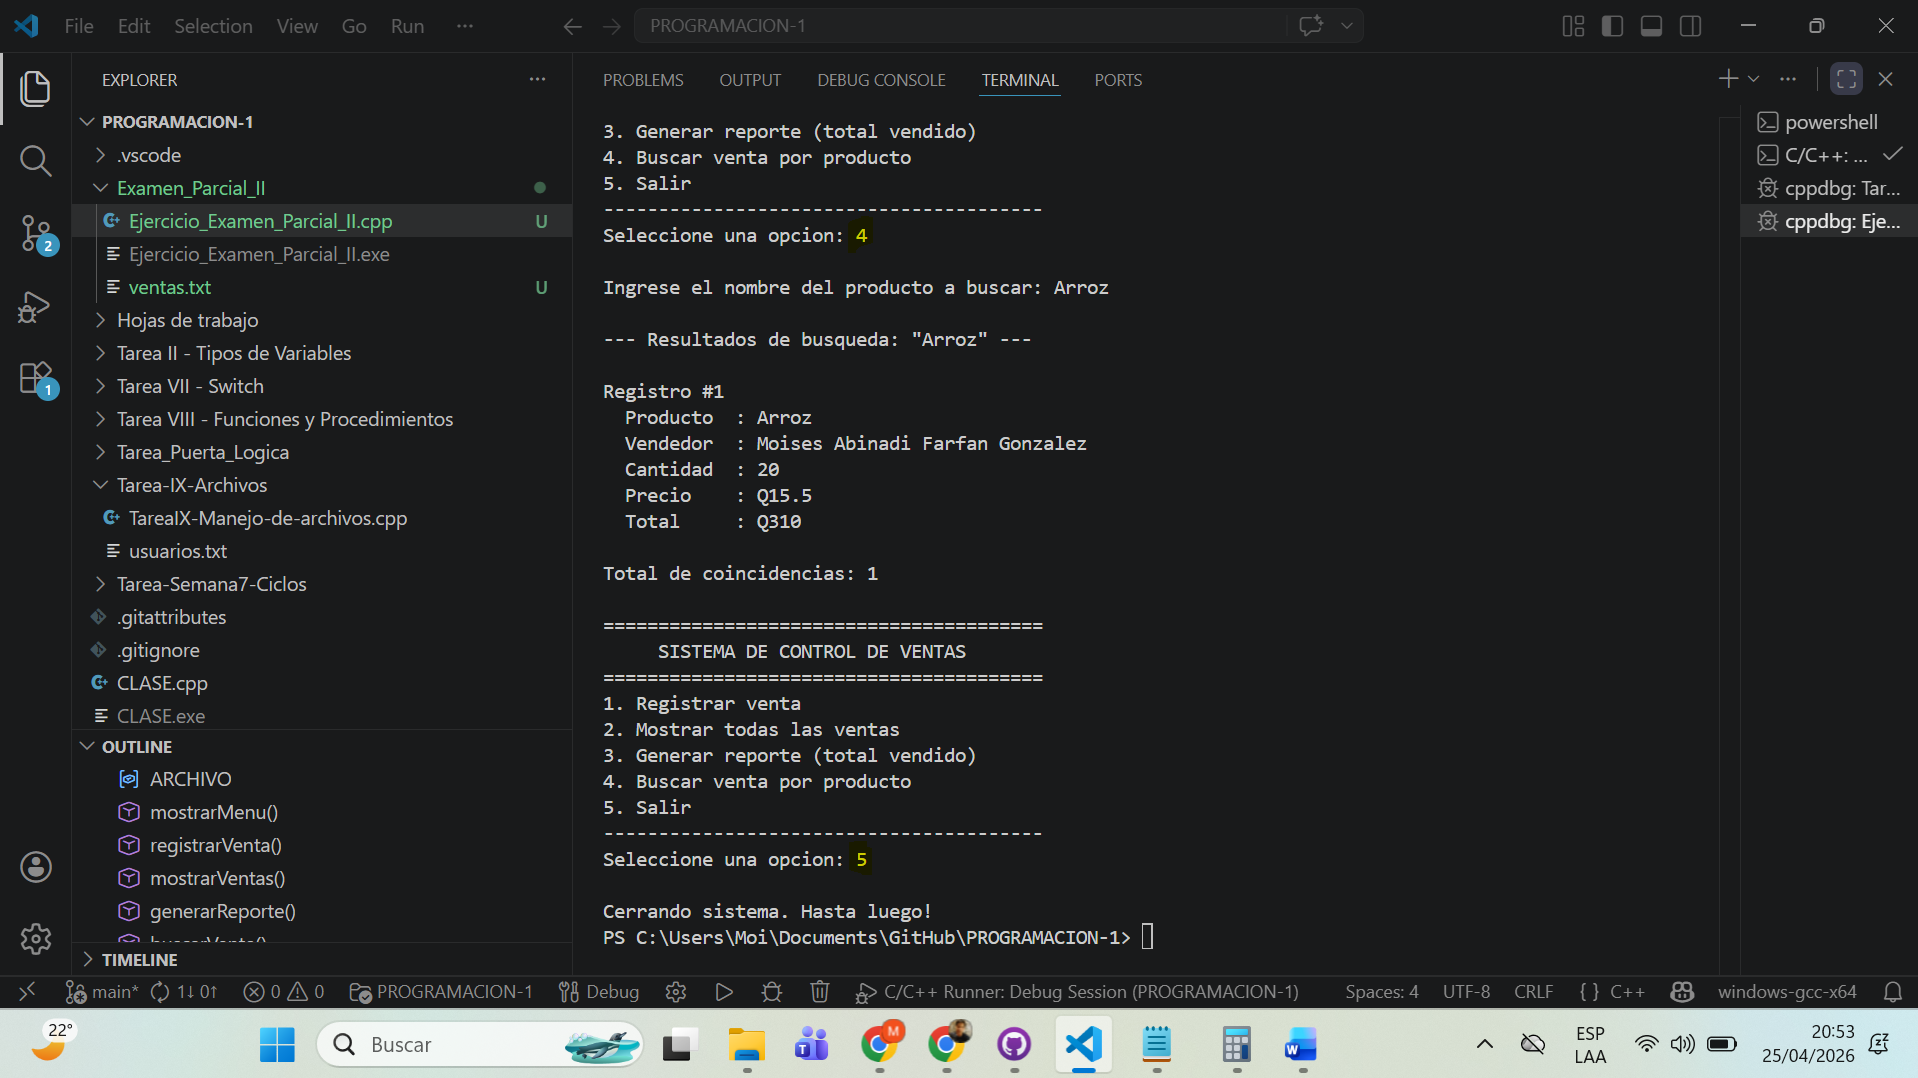 File Edit Selection View Go Run ··· PROGRAMACION-1
EXPLORER ···
PROGRAMACION-1
.vscode
Examen_Parcial_II
Ejercicio_Examen_Parcial_II.cpp U
Ejercicio_Examen_Parcial_II.exe
ventas.txt U
Hojas de trabajo
Tarea II - Tipos de Variables
Tarea VII - Switch
Tarea VIII - Funciones y Procedimientos
Tarea_Puerta_Logica
Tarea-IX-Archivos
TareaIX-Manejo-de-archivos.cpp
usuarios.txt
Tarea-Semana7-Ciclos
.gitattributes
.gitignore
CLASE.cpp
CLASE.exe
OUTLINE
ARCHIVO
mostrarMenu()
registrarVenta()
mostrarVentas()
generarReporte()
TIMELINE
2
1
PROBLEMS OUTPUT DEBUG CONSOLE TERMINAL PORTS
3. Generar reporte (total vendido)
4. Buscar venta por producto
5. Salir
----------------------------------------
Seleccione una opcion: 4
Ingrese el nombre del producto a buscar: Arroz
--- Resultados de busqueda: "Arroz" ---
Registro #1
Producto : Arroz
Vendedor : Moises Abinadi Farfan Gonzalez
Cantidad : 20
Precio : Q15.5
Total : Q310
Total de coincidencias: 1
========================================
SISTEMA DE CONTROL DE VENTAS
========================================
1. Registrar venta
2. Mostrar todas las ventas
3. Generar reporte (total vendido)
4. Buscar venta por producto
5. Salir
----------------------------------------
Seleccione una opcion: 5
Cerrando sistema. Hasta luego!
PS C:\Users\Moi\Documents\GitHub\PROGRAMACION-1>
powershell
C/C++: ...
cppdbg: Tar...
cppdbg: Eje...
main* 1↓ 0↑ 0 0 PROGRAMACION-1 Debug C/C++ Runner: Debug Session (PROGRAMACION-1) Spaces: 4 UTF-8 CRLF { } C++ windows-gcc-x64
22°
Buscar
M
ESP
LAA
20:53
25/04/2026